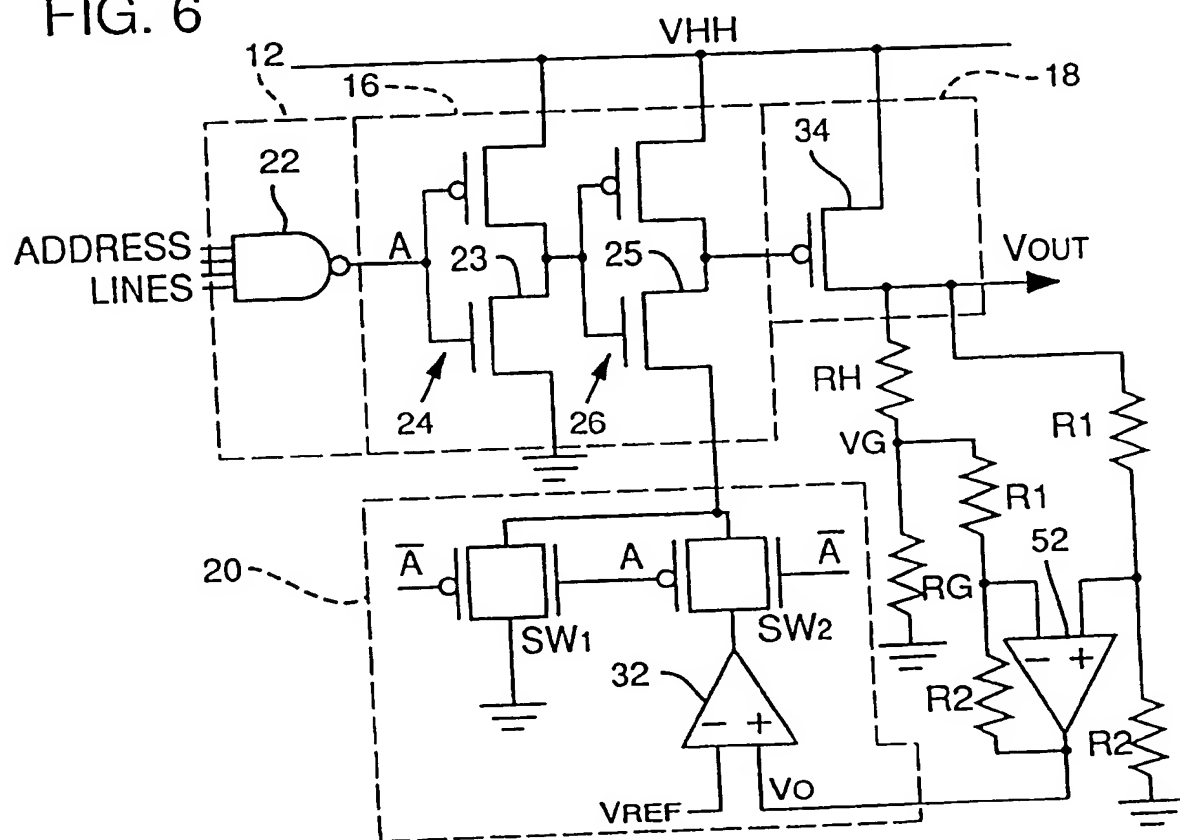 FIG. 6
VHH
12
16
18
22
34
ADDRESS
LINES
A
23
25
VOUT
24
26
RH
R1
VG
R1
52
20
A
A
A
RG
SW1
SW2
32
- +
- +
R2
R2
VREF
VO